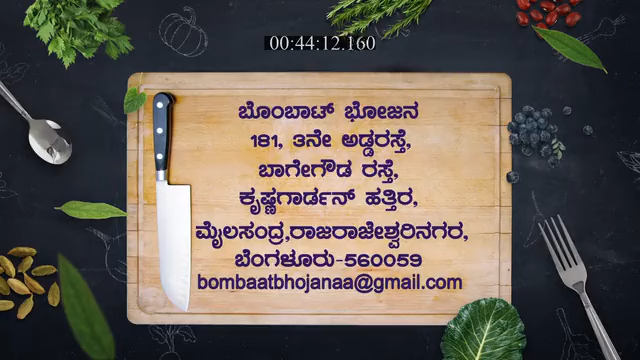 00:44:12.160
ಬೊಂಬಾಟ್ ಭೋಜನ
181, 3ನೇ ಅಡ್ಡರಸ್ತೆ,
ಬಾಗೇಗೌಡ ರಸ್ತೆ,
ಕೃಷ್ಣಗಾರ್ಡನ್ ಹತ್ತಿರ,
ಮೈಲಸಂದ್ರ,ರಾಜರಾಜೇಶ್ವರಿನಗರ,
ಬೆಂಗಳೂರು-560059
bombaatbhojanaa@gmail.com